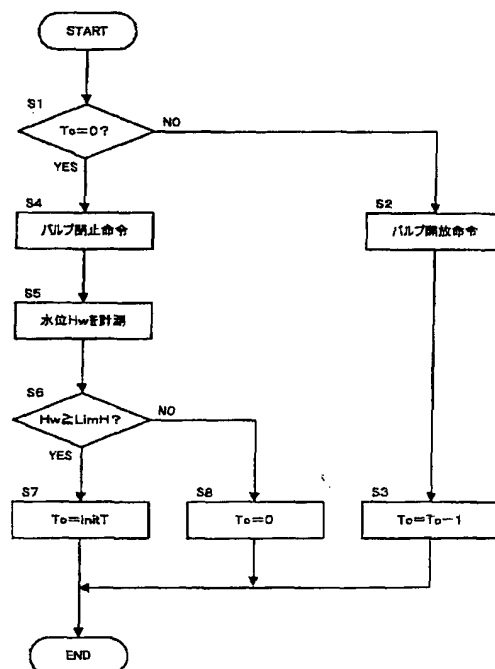 START
S1
To=0?
NO
YES
S4
バルブ閉止命令
S2
バルブ開放命令
S5
水位Hwを計測
S6
Hw≧LimH?
NO
YES
S7
To=initT
S8
To=0
S3
To=To-1
END